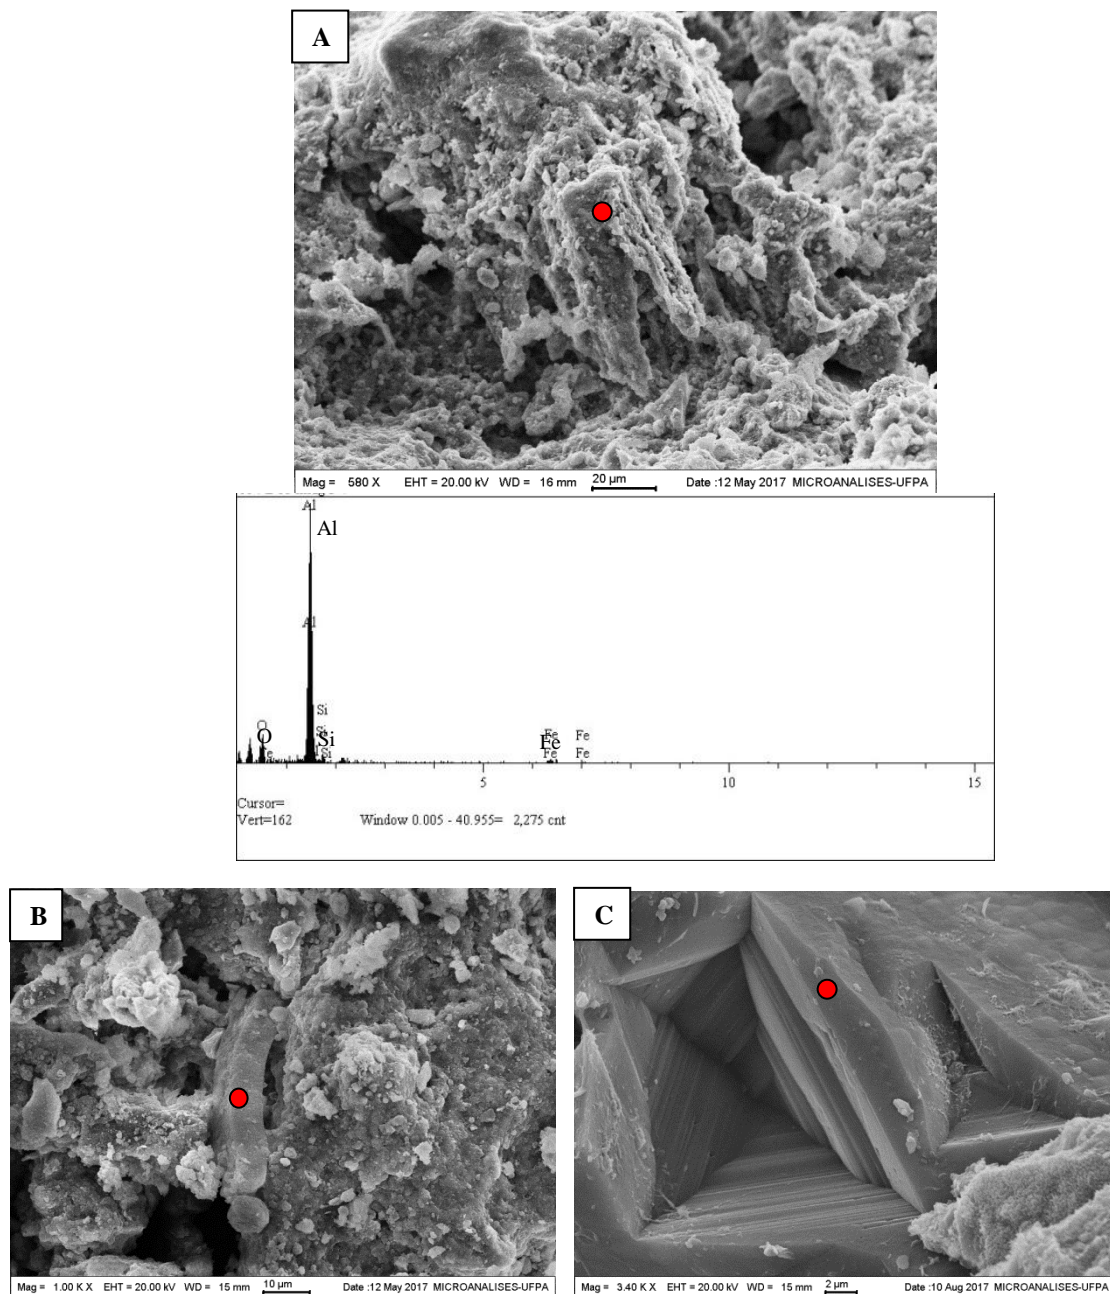 A
Mag = 580 X EHT = 20.00 kV WD = 16 mm 20 µm Date :12 May 2017 MICROANALISES-UFPA
Al
Al
Al
Si
Si
Si
Si
O
O
Fe
Fe
Fe
Fe
Fe
Fe
5 10 15
Cursor=
Vert=162 Window 0.005 - 40.955= 2,275 cnt
B
C
Mag = 1.00 K X EHT = 20.00 kV WD = 15 mm 10 µm Date :12 May 2017 MICROANALISES-UFPA
Mag = 3.40 K X EHT = 20.00 kV WD = 15 mm 2 µm Date :10 Aug 2017 MICROANALISES-UFPA